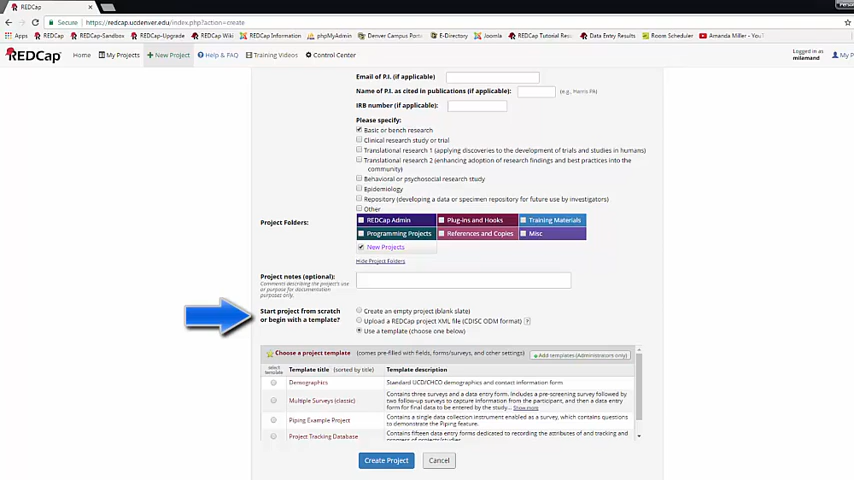 REDCap
Secure https://redcap.ucdenver.edu/index.php?action=create
Apps REDCap REDCap-Sandbox REDCap-Upgrade REDCap Wiki REDCap Information phpMyAdmin Denver Campus Portal E-Directory Joomla REDCap Tutorial Data Entry Results Room Scheduler Amanda Miller - You
REDCap Home My Projects New Project Help & FAQ Training Videos Control Center Logged in as milamand My P
Email of P.I. (if applicable)
Name of P.I. as cited in publications (if applicable): (e.g., Harris PA)
IRB number (if applicable):
Please specify:
Basic or bench research
Clinical research study or trial
Translational research 1 (applying discoveries to the development of trials and studies in humans)
Translational research 2 (enhancing adoption of research findings and best practices into the
community)
Behavioral or psychosocial research study
Epidemiology
Repository (developing a data or specimen repository for future use by investigators)
Other
Project Folders: REDCap Admin Plug-ins and Hooks Training Materials
Programming Projects References and Copies Misc
New Projects
Hide Project Folders
Project notes (optional):
Comments describing the project's use
or purpose for documentation
purposes only.
Start project from scratch
or begin with a template?
Create an empty project (blank slate)
Upload a REDCap project XML file (CDISC ODM format) ?
Use a template (choose one below)
Choose a project template (comes pre-filled with fields, forms/surveys, and other settings) Add templates (Administrators only)
select
template
Template title (sorted by title) Template description
Demographics Standard UCD/CHCO demographics and contact information form
Multiple Surveys (classic) Contains three surveys and a data entry form. Includes a pre-screening survey followed by
two follow-up surveys to capture information from the participant, and then a data entry
form for final data to be entered by the study... Show more
Piping Example Project Contains a single data collection instrument enabled as a survey, which contains questions
to demonstrate the Piping feature.
Project Tracking Database Contains fifteen data entry forms dedicated to recording the attributes of and tracking and
progress of projects/studies.
Create Project Cancel